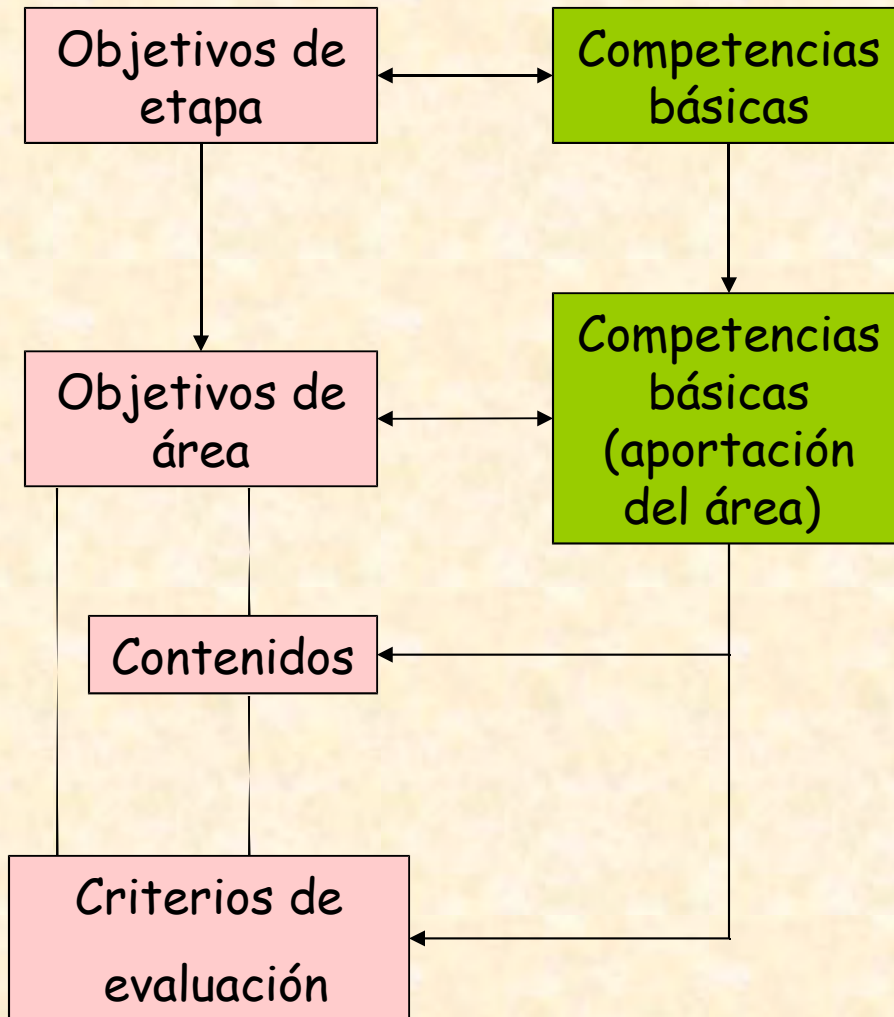 Objetivos de
etapa
Competencias
básicas
Objetivos de
área
Competencias
básicas
(aportación
del área)
Contenidos
Criterios de
evaluación